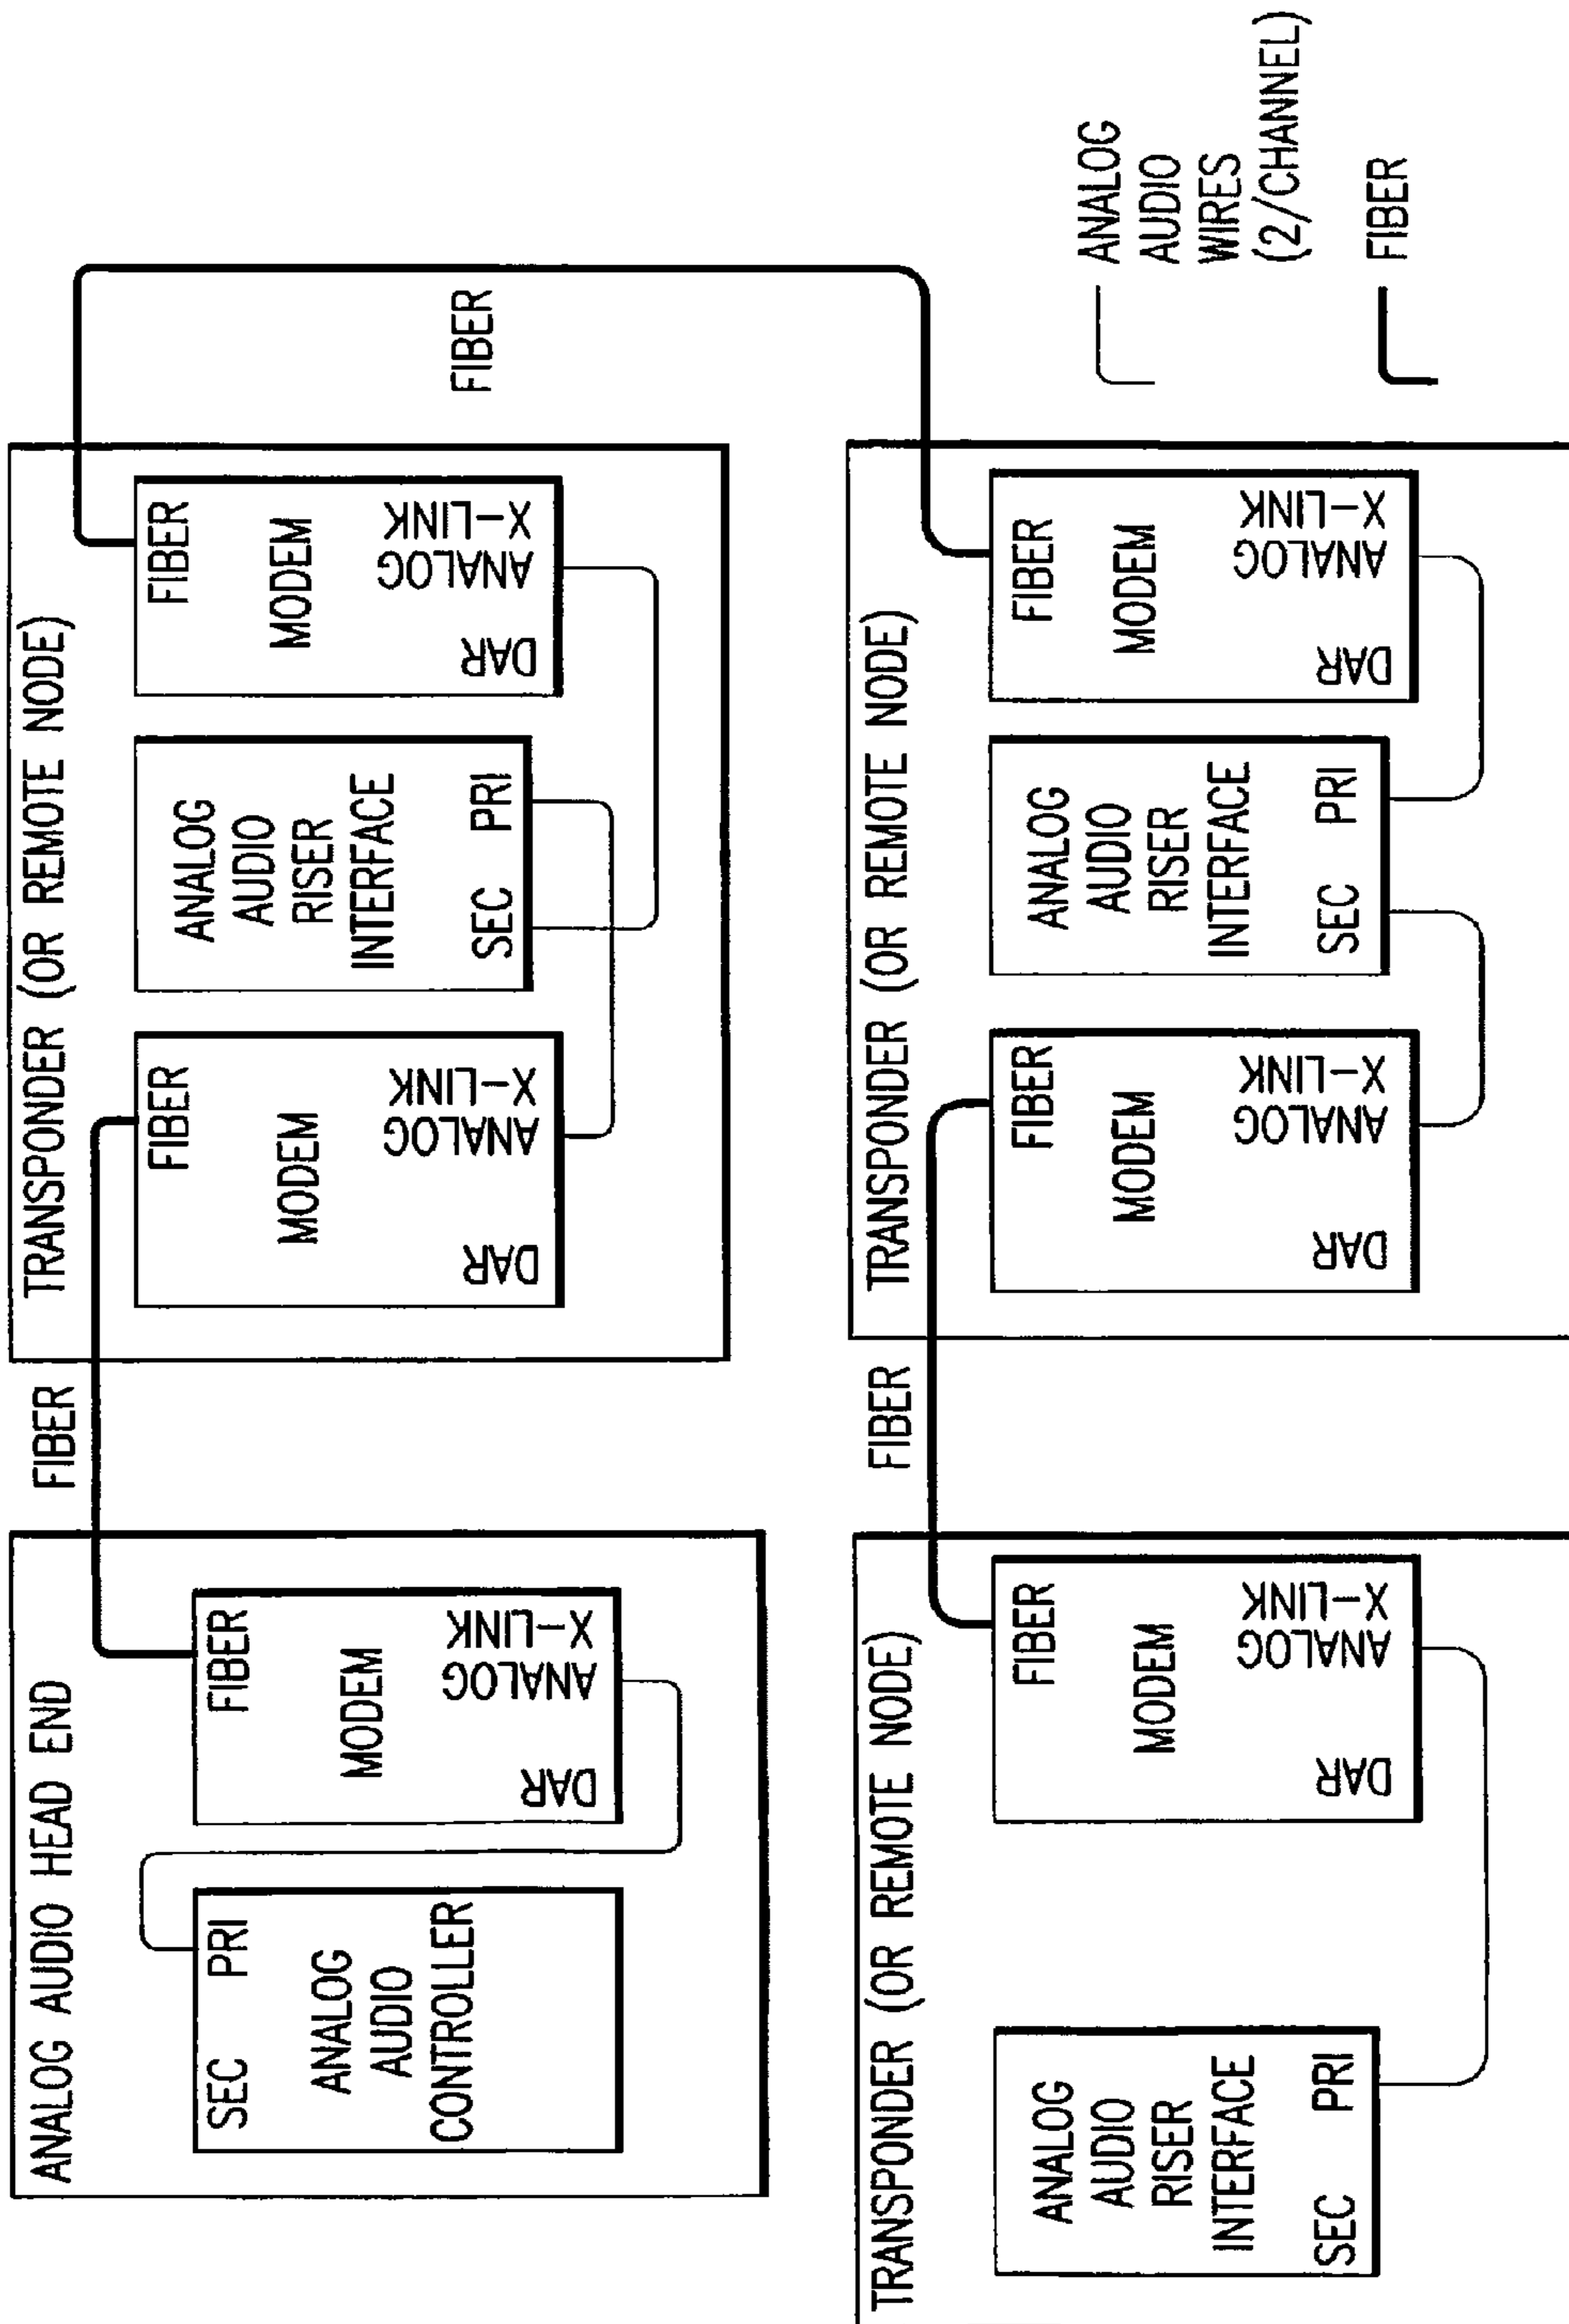 ANALOG AUDIO HEAD END
SEC PRI
ANALOG
AUDIO
CONTROLLER
FIBER
MODEM
DAR
ANALOG
X-LINK
FIBER
TRANSPONDER (OR REMOTE NODE)
FIBER
MODEM
DAR
ANALOG
X-LINK
ANALOG
AUDIO
RISER
INTERFACE
SEC PRI
FIBER
MODEM
DAR
ANALOG
X-LINK
FIBER
TRANSPONDER (OR REMOTE NODE)
ANALOG
AUDIO
RISER
INTERFACE
SEC PRI
FIBER
MODEM
DAR
ANALOG
X-LINK
FIBER
TRANSPONDER (OR REMOTE NODE)
FIBER
MODEM
DAR
ANALOG
X-LINK
ANALOG
AUDIO
RISER
INTERFACE
SEC PRI
FIBER
MODEM
DAR
ANALOG
X-LINK
ANALOG
AUDIO
WIRES
(2/CHANNEL)
FIBER